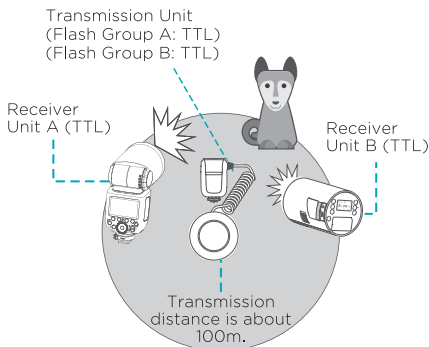 Transmission Unit
(Flash Group A: TTL)
(Flash Group B: TTL)
Receiver
Unit A (TTL)
Receiver
Unit B (TTL)
Transmission
distance is about
100m.